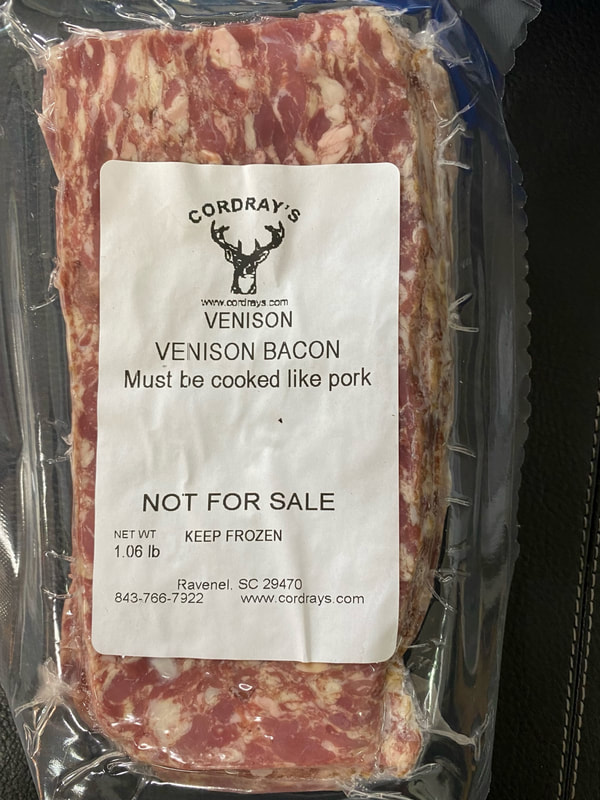 CORDRAY'S
www.cordrays.com
VENISON
VENISON BACON
Must be cooked like pork
NOT FOR SALE
NET WT KEEP FROZEN
1.06 lb
Ravenel, SC 29470
843-766-7922 www.cordrays.com